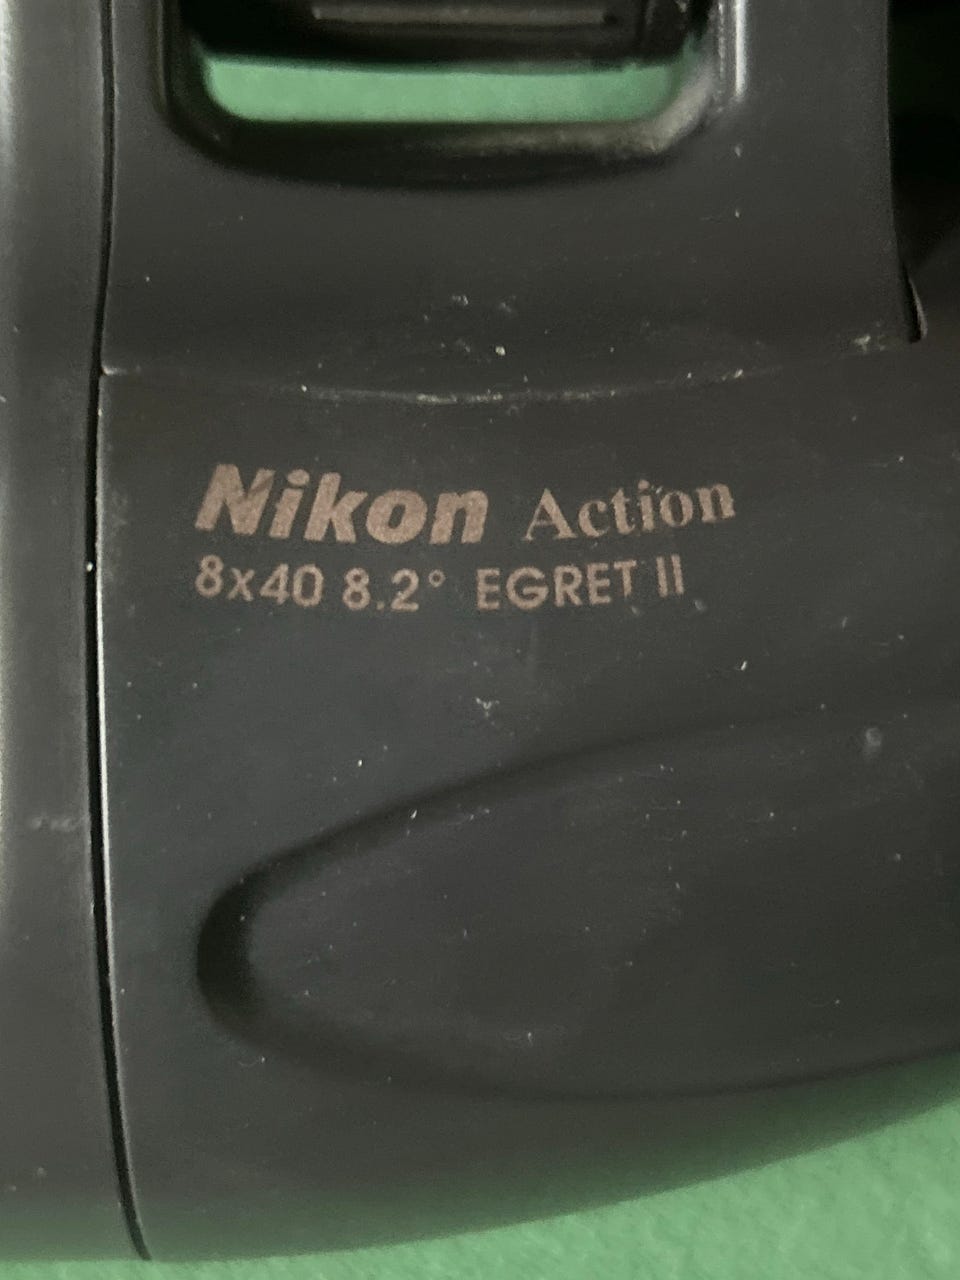 Nikon Action
8x40 8.2° EGRET II